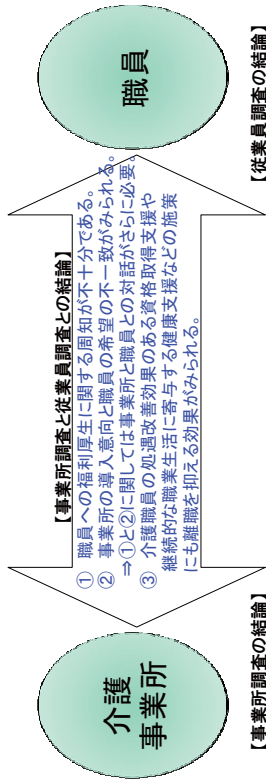 介護
事業所
【事業所調査と従業員調査との結論】
① 職員への福利厚生に関する周知が不十分である。
② 事業所の導入意向と職員の希望の不一致がみられる。
⇒①と②に関しては事業所と職員との対話がさらに必要。
③ 介護職員の処遇改善効果のある資格取得支援や
継続的な職業生活に寄与する健康支援などの施策
にも離職を抑える効果がみられる。
職員
【事業所調査の結論】
【従業員調査の結論】